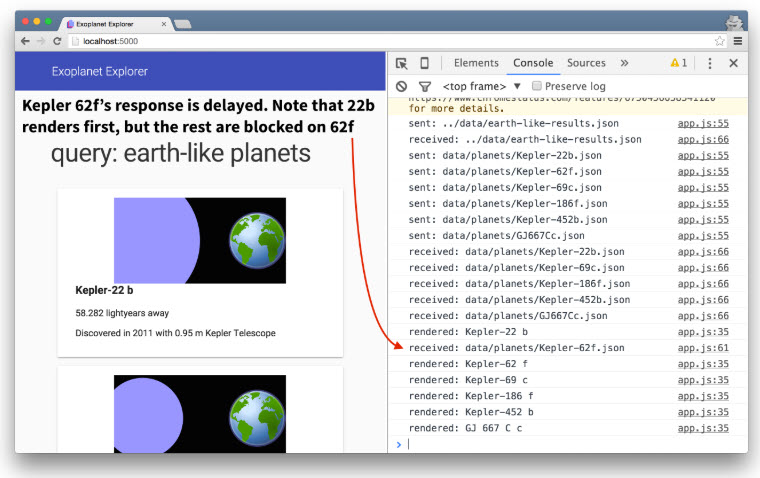 Exoplanet Explorer
localhost:5000
Exoplanet Explorer
Kepler 62f’s response is delayed. Note that 22b
renders first, but the rest are blocked on 62f
query: earth-like planets
Kepler-22 b
58.282 lightyears away
Discovered in 2011 with 0.95 m Kepler Telescope
Elements Console Sources » 1
<top frame> ▼ Preserve log
for more details.
sent: ../data/earth-like-results.json app.js:55
received: ../data/earth-like-results.json app.js:66
sent: data/planets/Kepler-22b.json app.js:55
sent: data/planets/Kepler-62f.json app.js:55
sent: data/planets/Kepler-69c.json app.js:55
sent: data/planets/Kepler-186f.json app.js:55
sent: data/planets/Kepler-452b.json app.js:55
sent: data/planets/GJ667Cc.json app.js:55
received: data/planets/Kepler-22b.json app.js:66
received: data/planets/Kepler-69c.json app.js:66
received: data/planets/Kepler-186f.json app.js:66
received: data/planets/Kepler-452b.json app.js:66
received: data/planets/GJ667Cc.json app.js:66
rendered: Kepler-22 b app.js:35
received: data/planets/Kepler-62f.json app.js:61
rendered: Kepler-62 f app.js:35
rendered: Kepler-69 c app.js:35
rendered: Kepler-186 f app.js:35
rendered: Kepler-452 b app.js:35
rendered: GJ 667 C c app.js:35